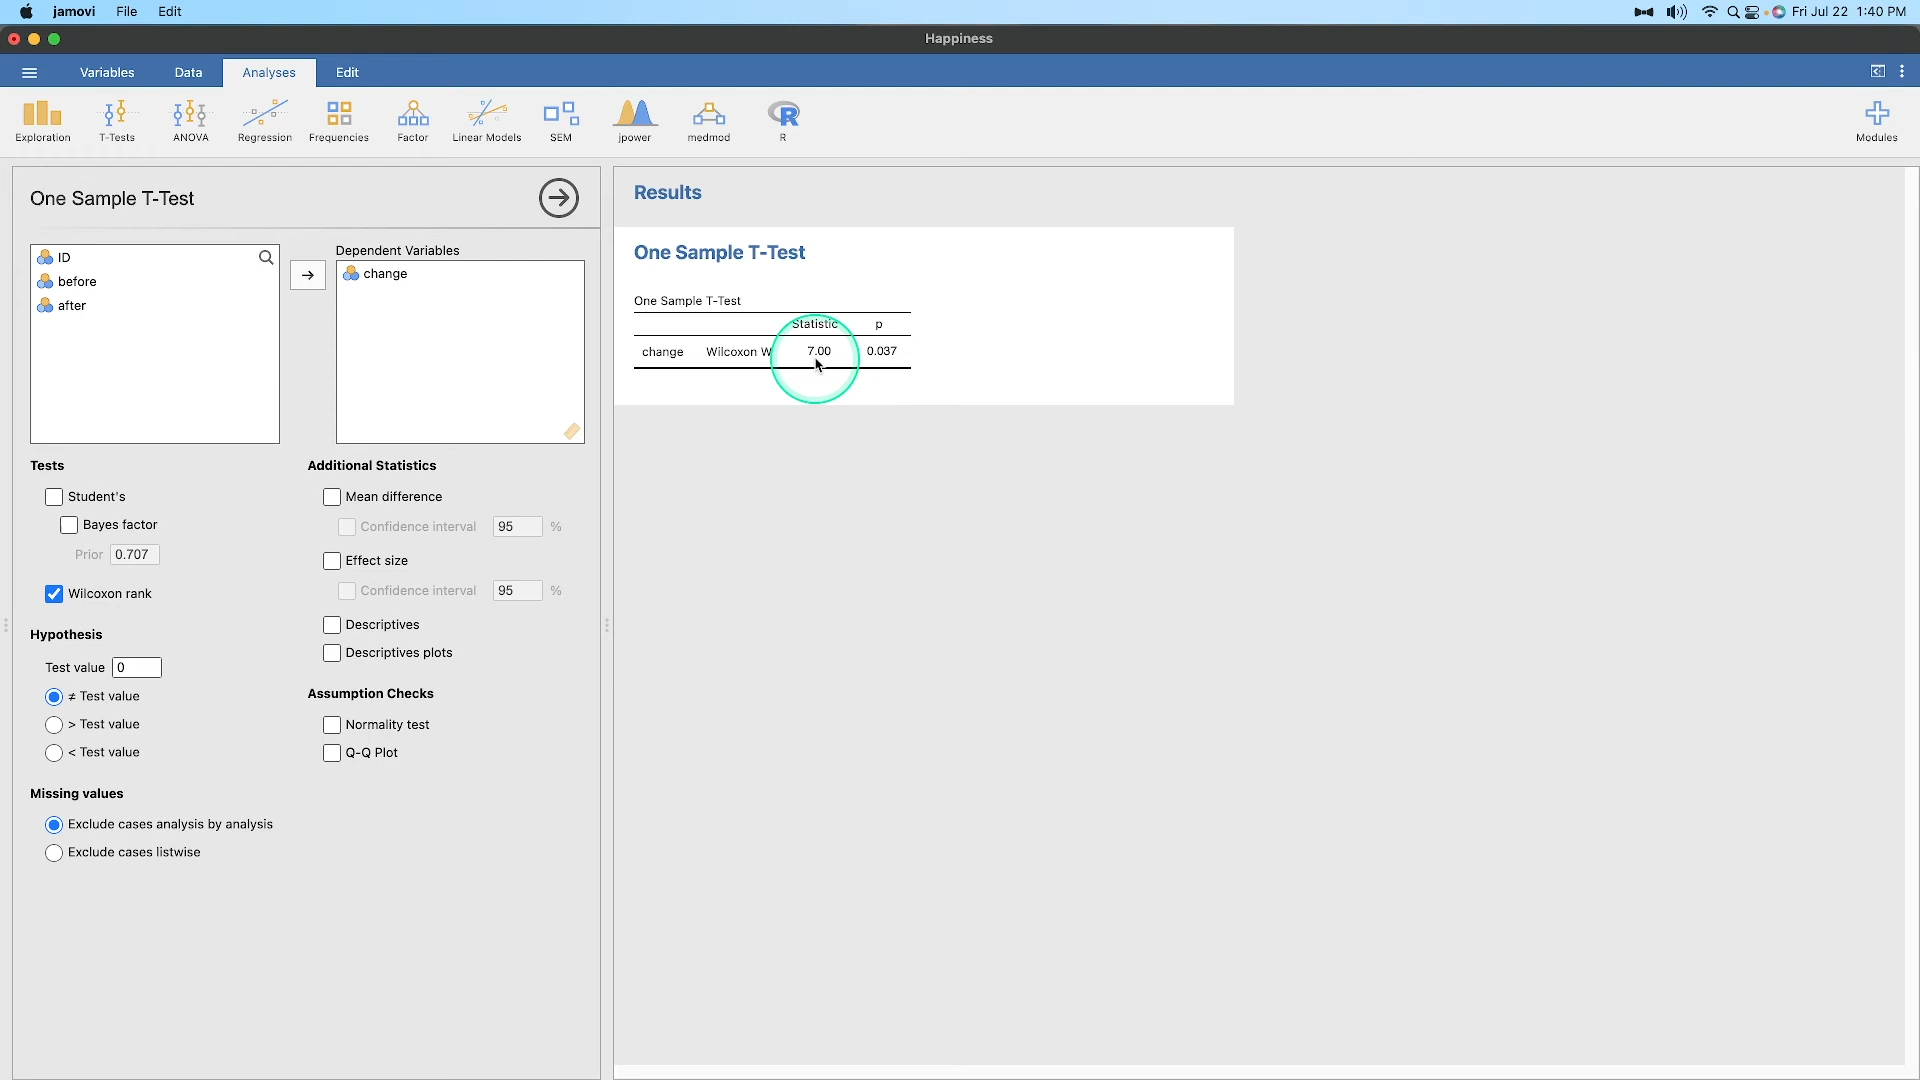 jamovi File Edit Fri Jul 22 1:40 PM
Happiness
Variables Data Analyses Edit
Exploration T-Tests ANOVA Regression Frequencies Factor Linear Models SEM jpower medmod R Modules
One Sample T-Test
ID
before
after
Dependent Variables
change
Tests
Student's
Bayes factor
Prior 0.707
Wilcoxon rank
Hypothesis
Test value 0
≠ Test value
> Test value
< Test value
Missing values
Exclude cases analysis by analysis
Exclude cases listwise
Additional Statistics
Mean difference
Confidence interval 95 %
Effect size
Confidence interval 95 %
Descriptives
Descriptives plots
Assumption Checks
Normality test
Q-Q Plot
Results
One Sample T-Test
One Sample T-Test
Statistic p
change Wilcoxon W 7.00 0.037